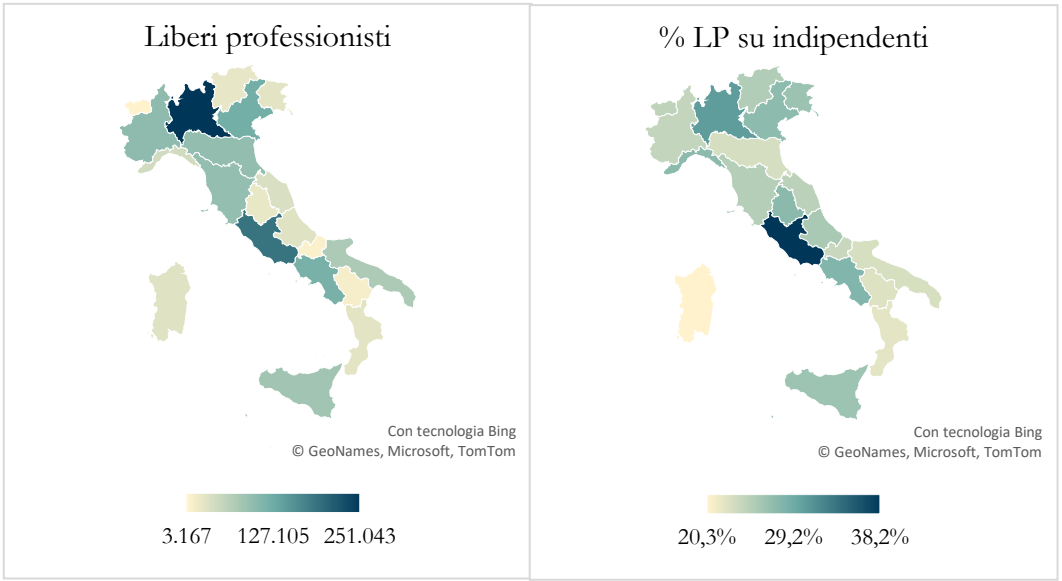 Liberi professionisti
Con tecnologia Bing
© GeoNames, Microsoft, TomTom
3.167 127.105 251.043
% LP su indipendenti
Con tecnologia Bing
© GeoNames, Microsoft, TomTom
20,3% 29,2% 38,2%